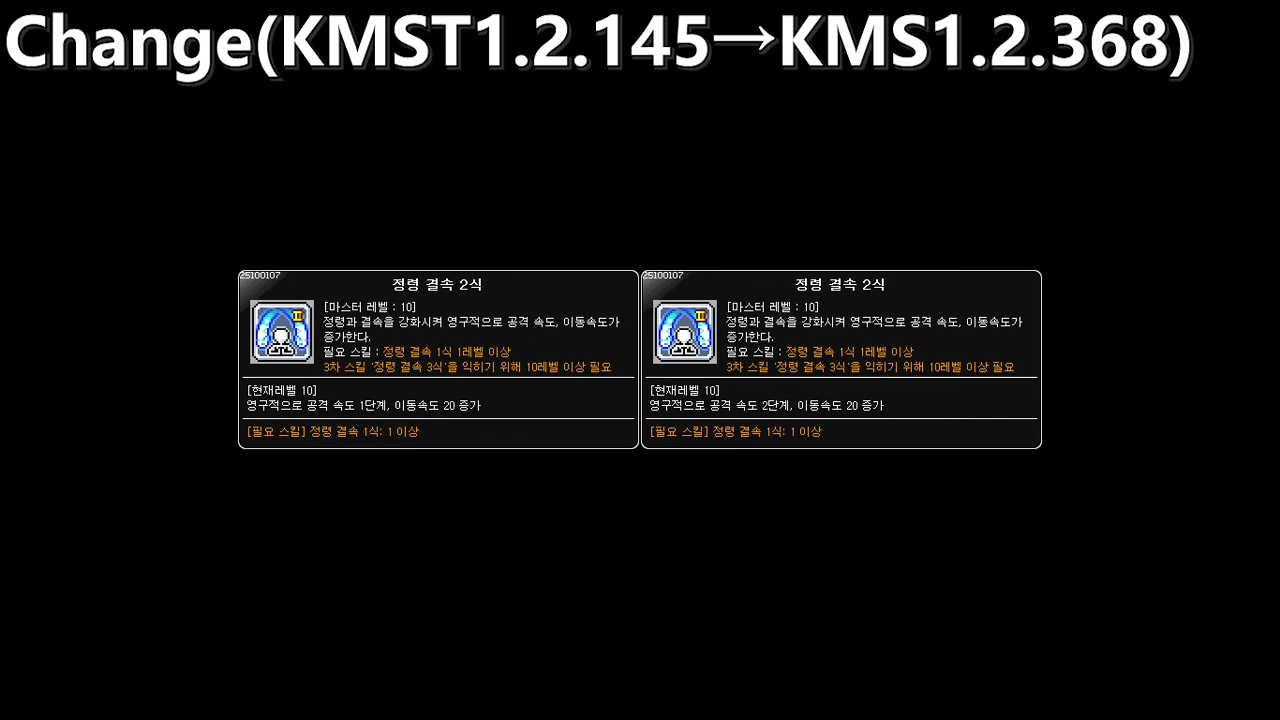 Change(KMST1.2.145→KMS1.2.368)
25100107
정령 결속 2식
[마스터 레벨 : 10]
정령과 결속을 강화시켜 영구적으로 공격 속도, 이동속도가
증가한다.
필요 스킬 : 정령 결속 1식 1레벨 이상
3차 스킬 '정령 결속 3식'을 익히기 위해 10레벨 이상 필요
[현재레벨 10]
영구적으로 공격 속도 1단계, 이동속도 20 증가
[필요 스킬] 정령 결속 1식: 1 이상
25100107
정령 결속 2식
[마스터 레벨 : 10]
정령과 결속을 강화시켜 영구적으로 공격 속도, 이동속도가
증가한다.
필요 스킬 : 정령 결속 1식 1레벨 이상
3차 스킬 '정령 결속 3식'을 익히기 위해 10레벨 이상 필요
[현재레벨 10]
영구적으로 공격 속도 2단계, 이동속도 20 증가
[필요 스킬] 정령 결속 1식: 1 이상